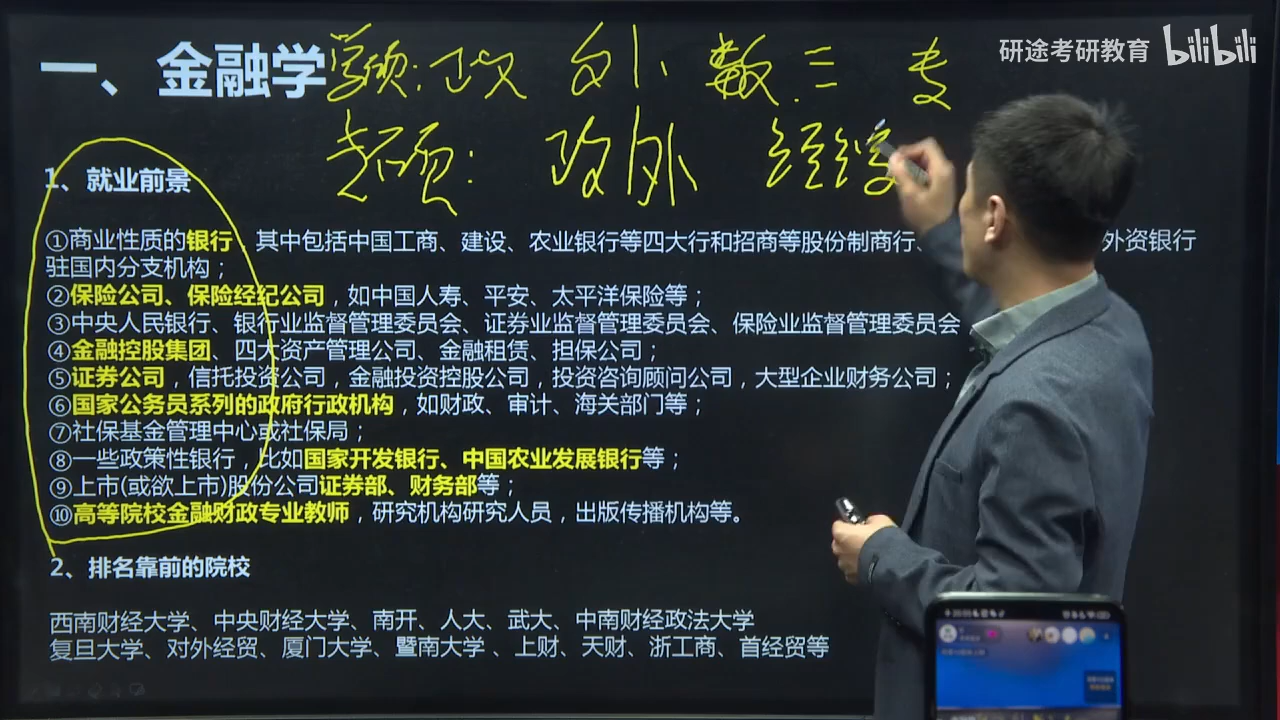 研途考研教育 bilibili
一、金融学
学硕:政 外 数三 专
专硕: 政 外 经综
1、就业前景
①商业性质的银行,其中包括中国工商、建设、农业银行等四大行和招商等股份制商行、 外资银行
驻国内分支机构；
②保险公司、保险经纪公司，如中国人寿、平安、太平洋保险等；
③中央人民银行、银行业监督管理委员会、证券业监督管理委员会、保险业监督管理委员会
④金融控股集团、四大资产管理公司、金融租赁、担保公司；
⑤证券公司，信托投资公司，金融投资控股公司，投资咨询顾问公司，大型企业财务公司；
⑥国家公务员系列的政府行政机构，如财政、审计、海关部门等；
⑦社保基金管理中心或社保局；
⑧一些政策性银行，比如国家开发银行、中国农业发展银行等；
⑨上市(或欲上市)股份公司证券部、财务部等；
⑩高等院校金融财政专业教师，研究机构研究人员，出版传播机构等。
2、排名靠前的院校
西南财经大学、中央财经大学、南开、人大、武大、中南财经政法大学
复旦大学、对外经贸、厦门大学、暨南大学 、上财、天财、浙工商、首经贸等